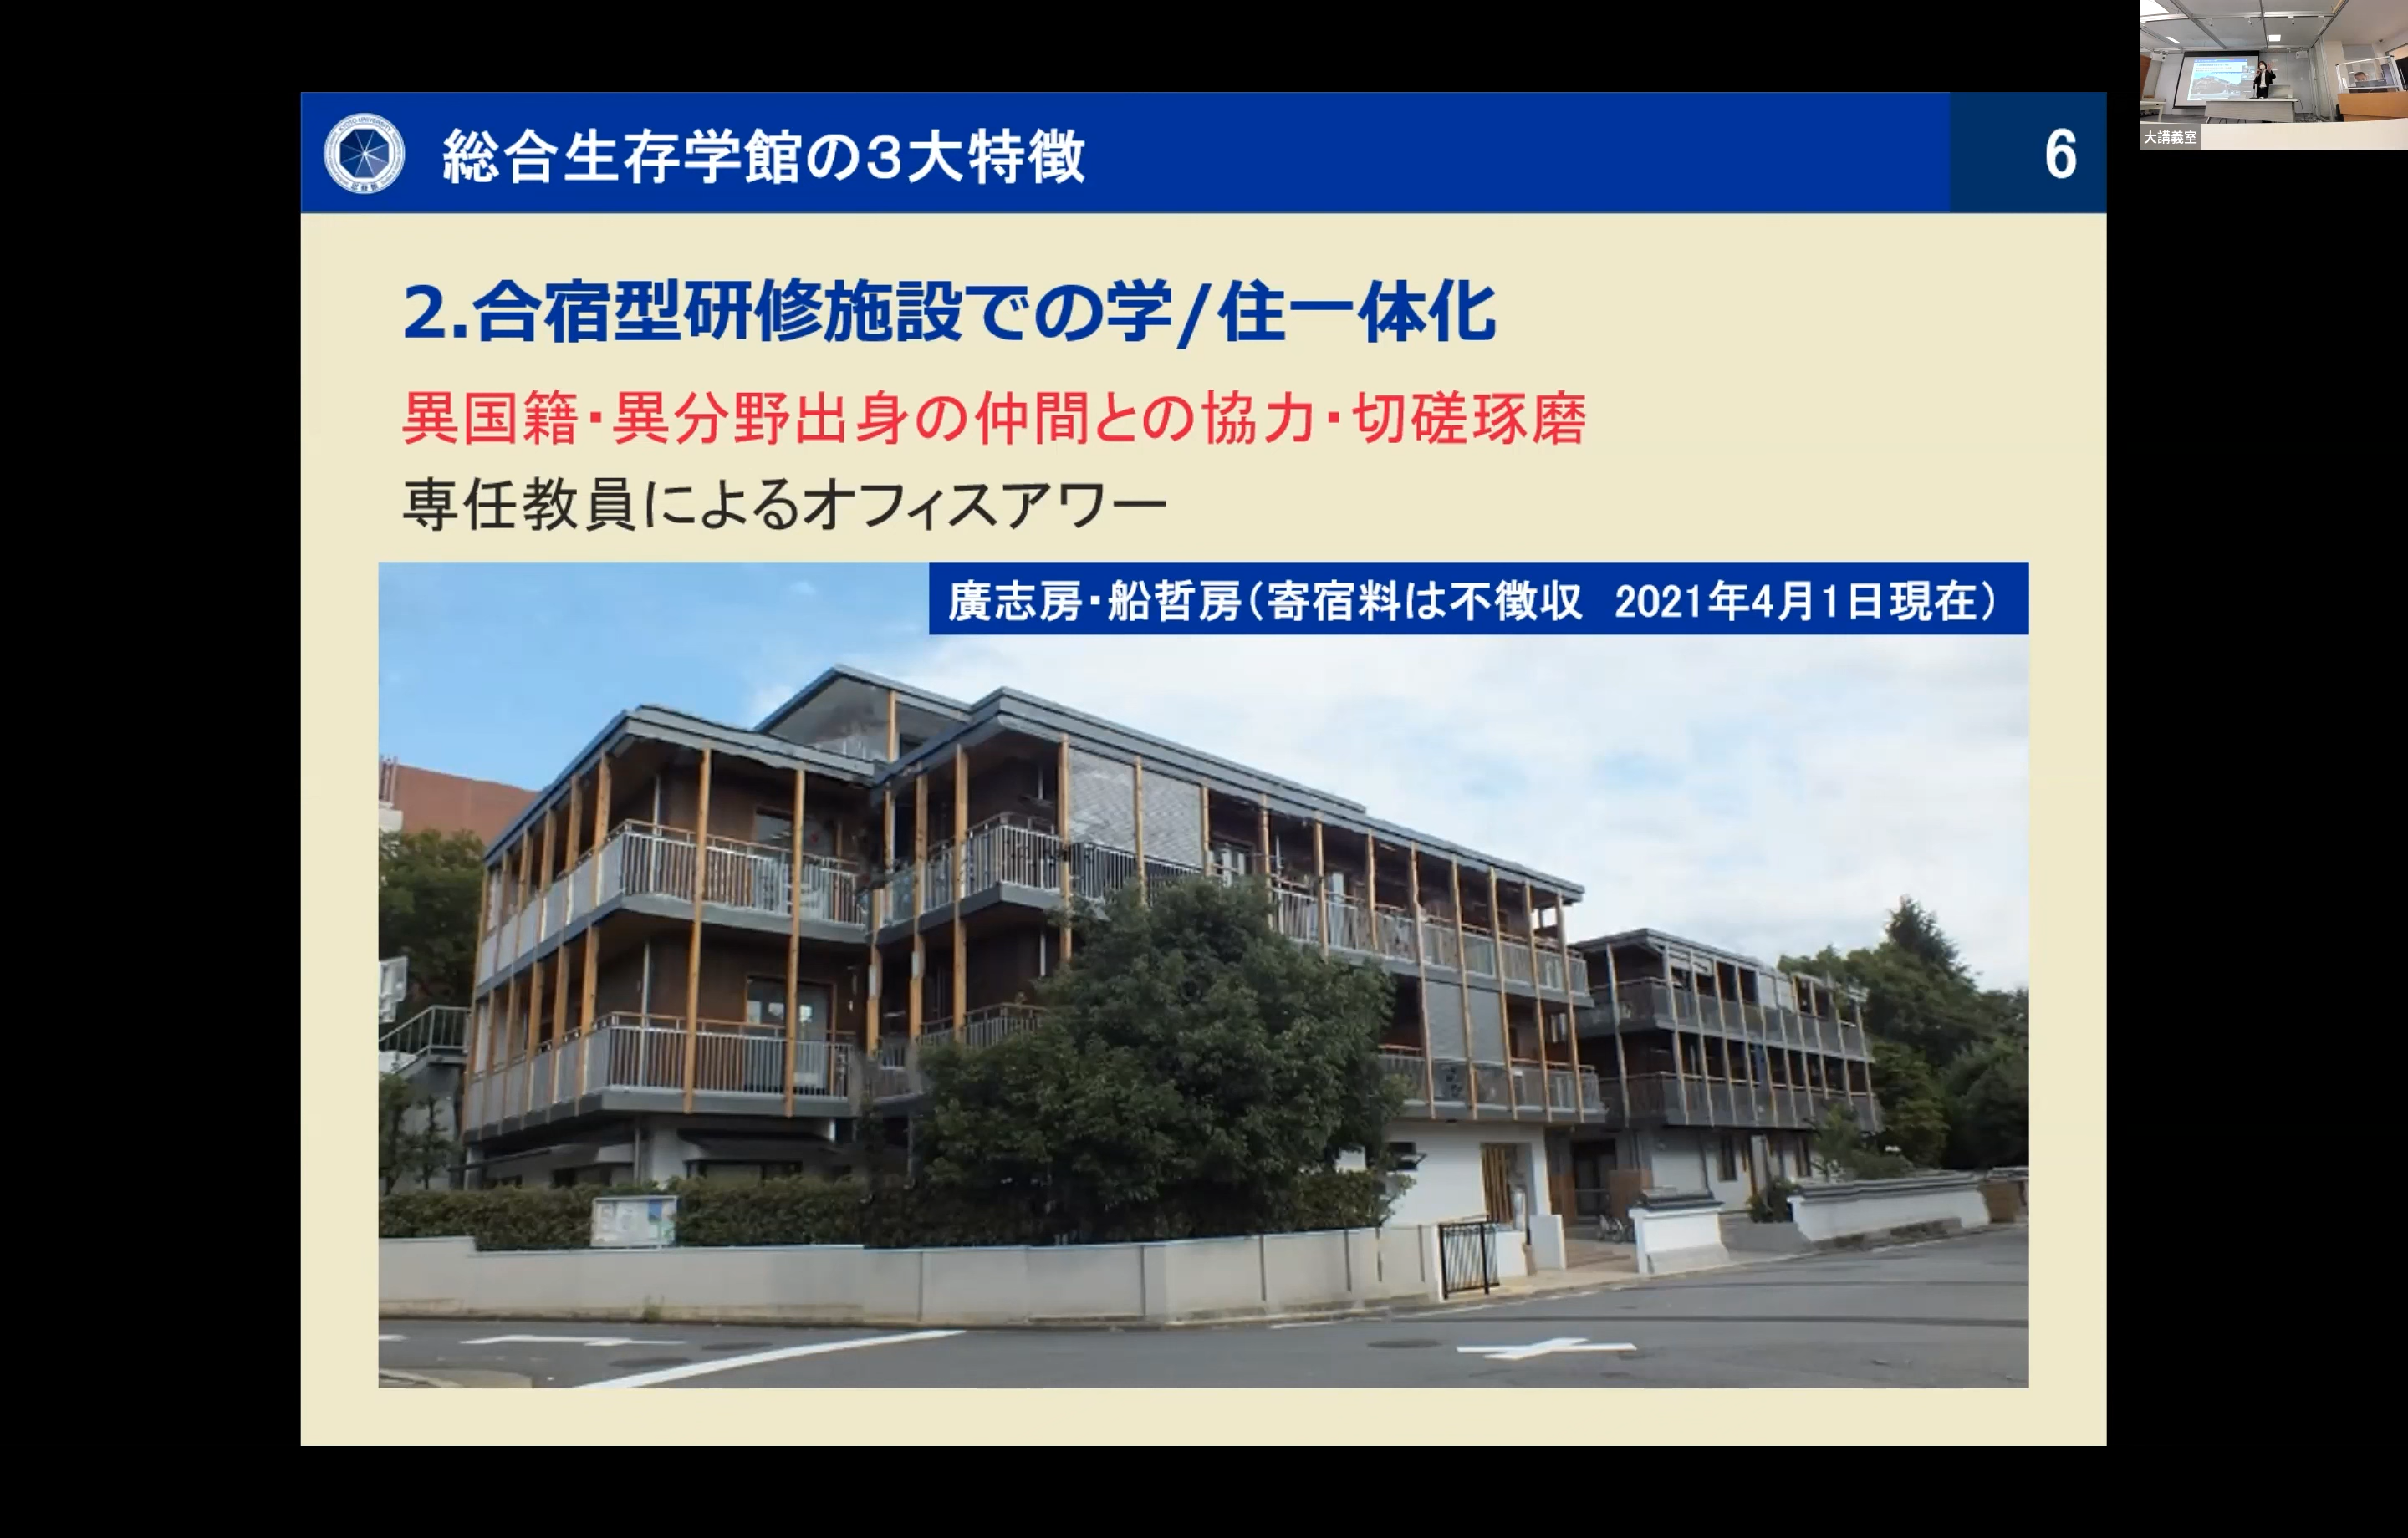 総合生存学館の3大特徴
6
2.合宿型研修施設での学/住一体化
異国籍・異分野出身の仲間との協力・切磋琢磨
専任教員によるオフィスアワー
廣志房・船哲房（寄宿料は不徴収　2021年4月1日現在）
大講義室
KYOTO UNIVERSITY